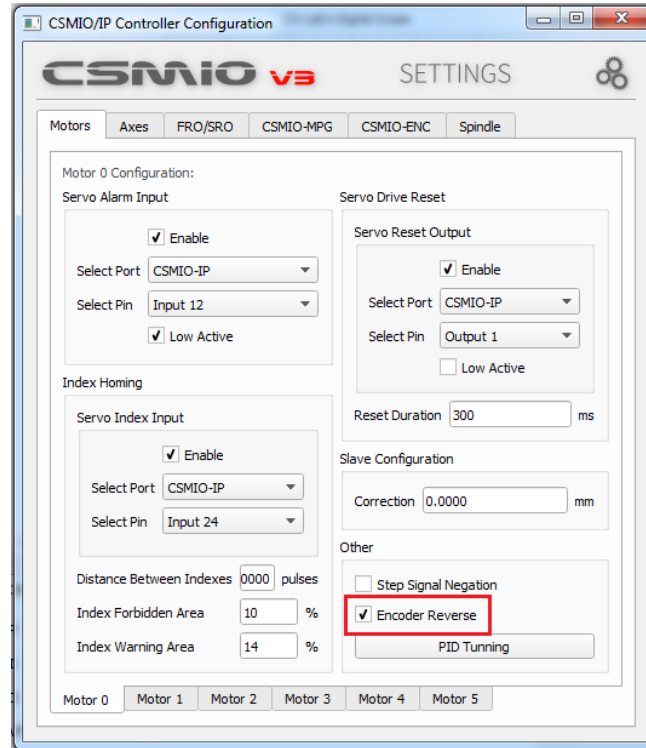 CSMIO/IP Controller Configuration
CSMIO V3 SETTINGS
Motors Axes FRO/SRO CSMIO-MPG CSMIO-ENC Spindle
Motor 0 Configuration:
Servo Alarm Input
Enable
Select Port CSMIO-IP
Select Pin Input 12
Low Active
Index Homing
Servo Index Input
Enable
Select Port CSMIO-IP
Select Pin Input 24
Distance Between Indexes 0000 pulses
Index Forbidden Area 10 %
Index Warning Area 14 %
Servo Drive Reset
Servo Reset Output
Enable
Select Port CSMIO-IP
Select Pin Output 1
Low Active
Reset Duration 300 ms
Slave Configuration
Correction 0.0000 mm
Other
Step Signal Negation
Encoder Reverse
PID Tunning
Motor 0 Motor 1 Motor 2 Motor 3 Motor 4 Motor 5